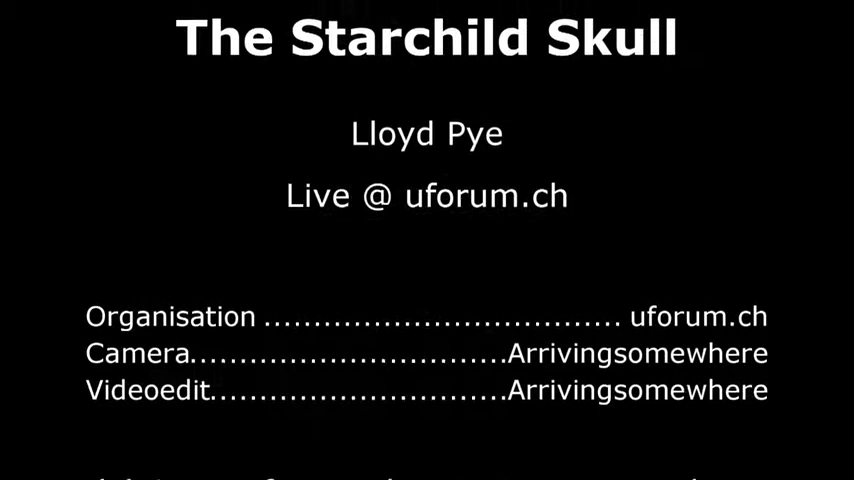 The Starchild Skull
Lloyd Pye
Live @ uforum.ch
Organisation .................................... uforum.ch
Camera................................Arrivingsomewhere
Videoedit..............................Arrivingsomewhere